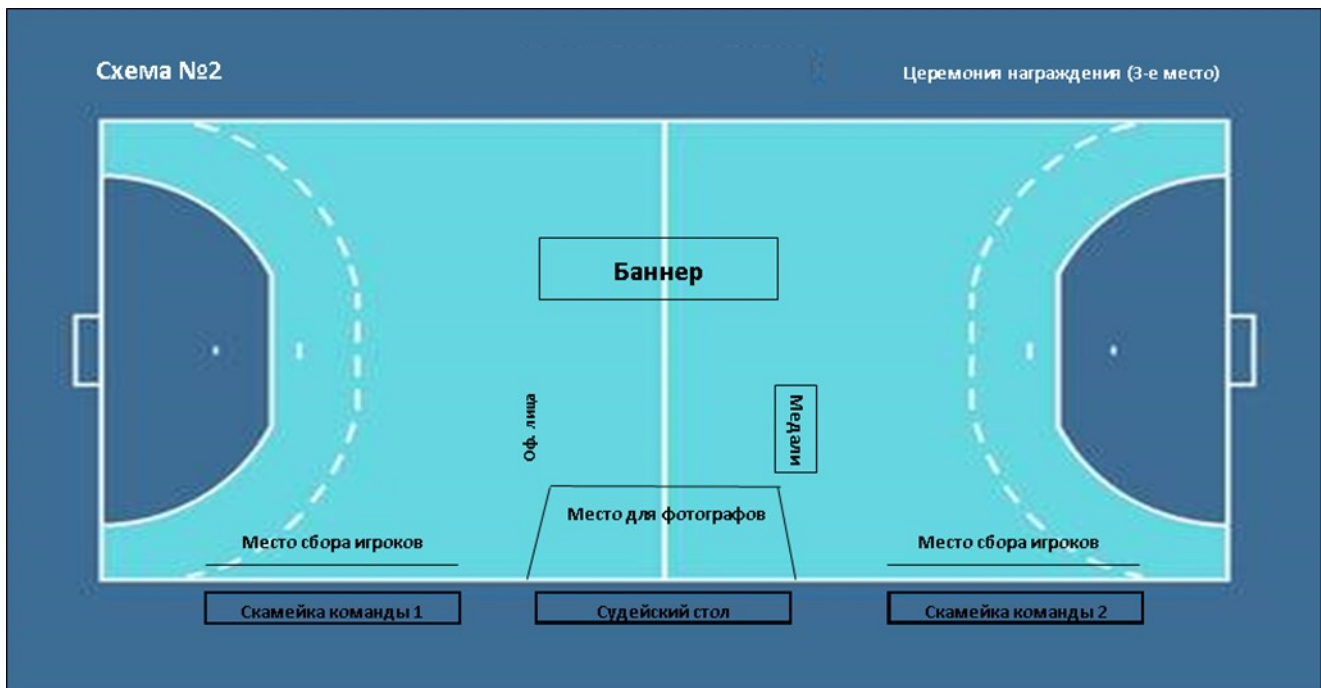 Схема №2
Церемония награждения (3-е место)
Баннер
Оф. лица
Медали
Место для фотографов
Место сбора игроков
Место сбора игроков
Скамейка команды 1
Судейский стол
Скамейка команды 2